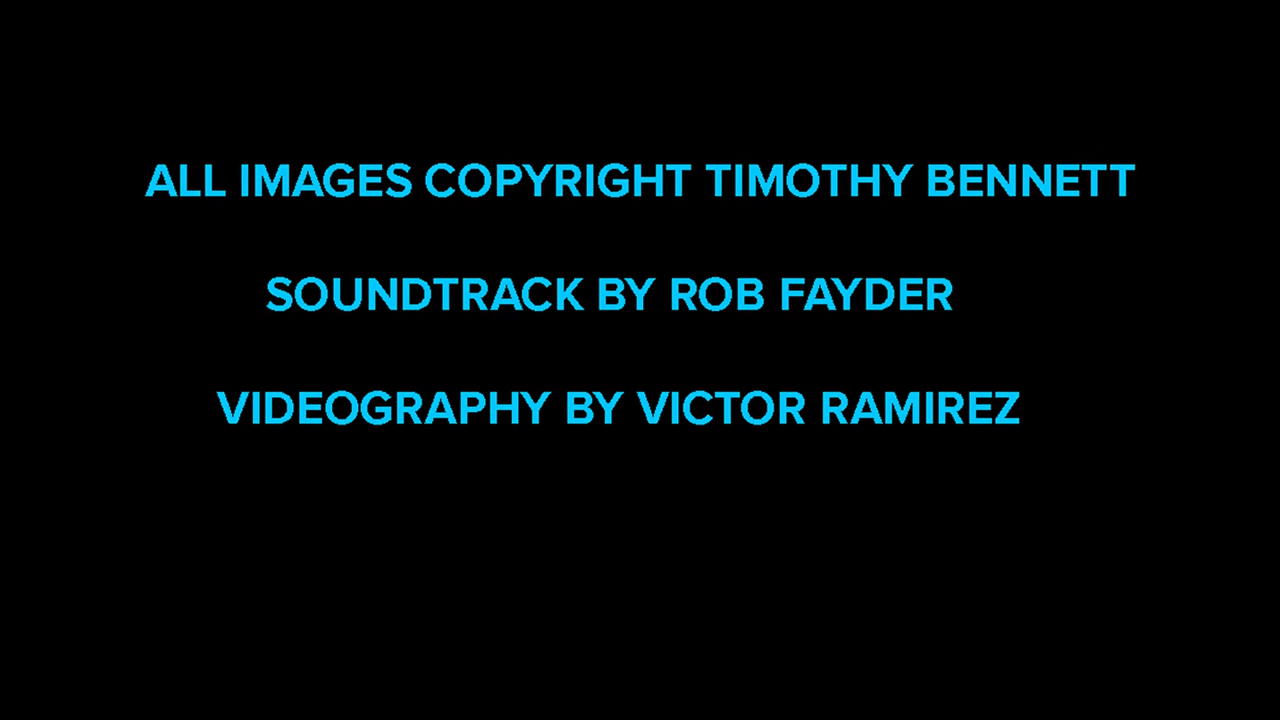 ALL IMAGES COPYRIGHT TIMOTHY BENNETT
SOUNDTRACK BY ROB FAYDER
VIDEOGRAPHY BY VICTOR RAMIREZ